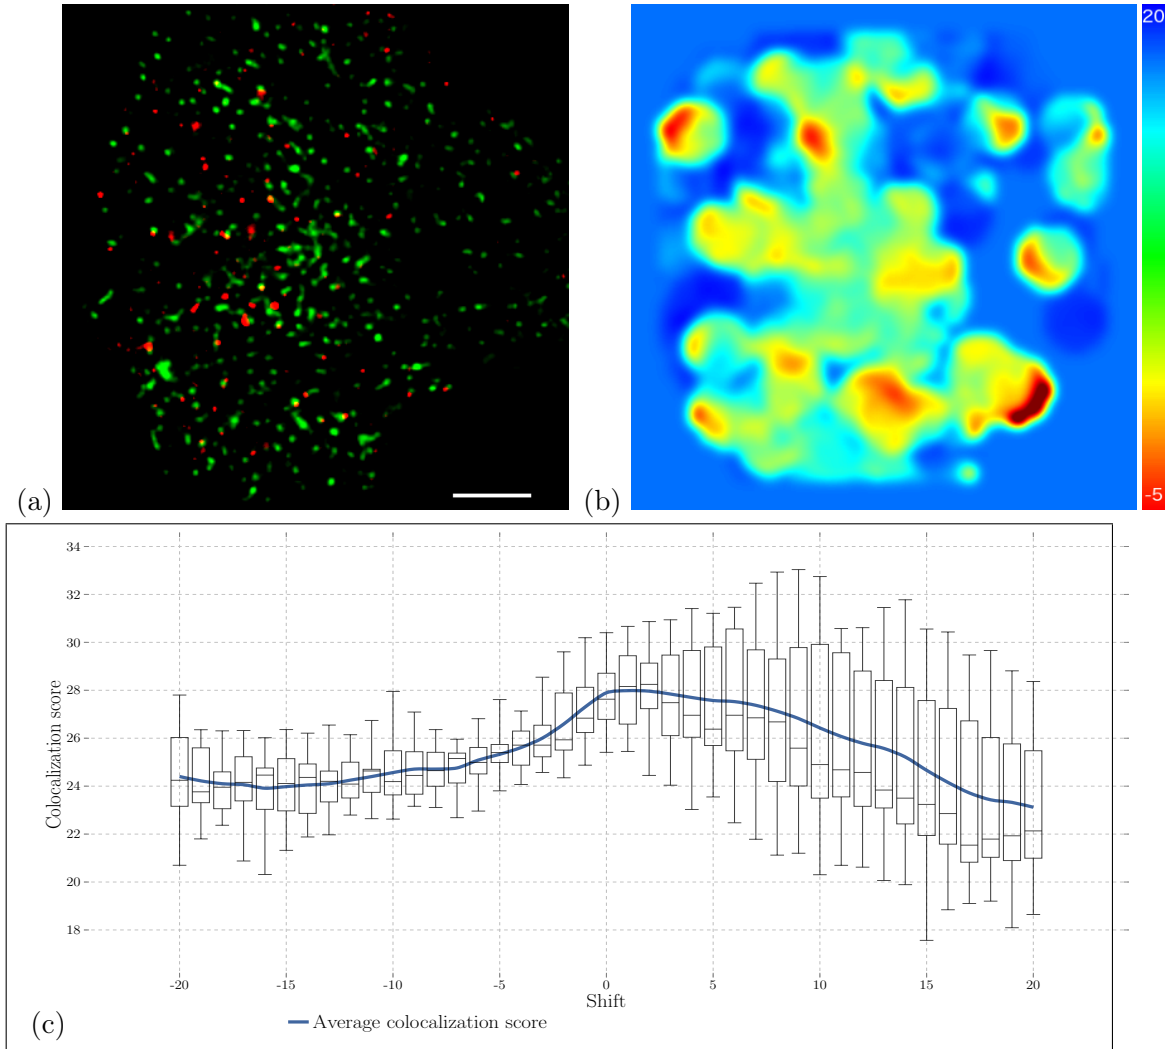 20
-5
(a)
(b)
34
32
30
28
26
24
22
20
18
Colocalization score
-20 -15 -10 -5 0 5 10 15 20
Shift
Average colocalization score
(c)